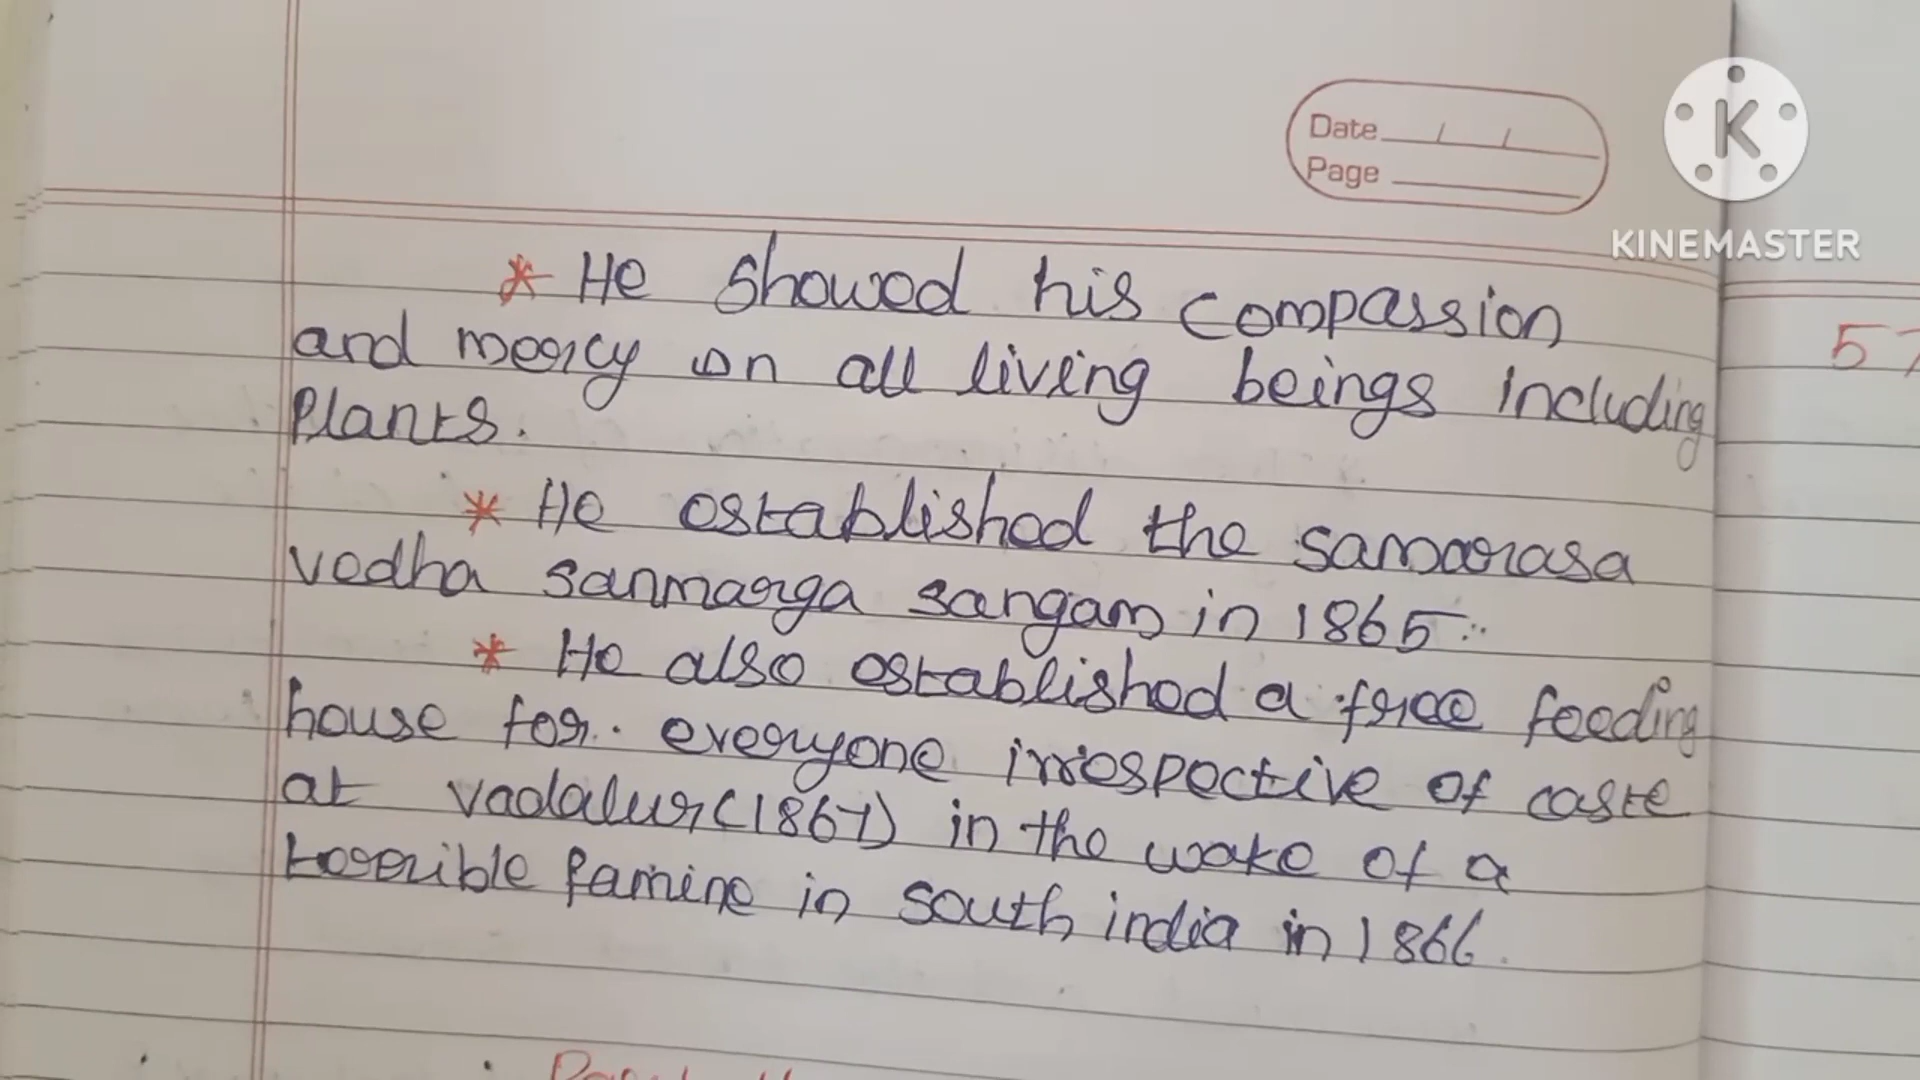 Date / /
Page
KINEMASTER
* He showed his compassion
and mercy on all living beings including
plants.
57
* He established the samarasa
vedha sanmarga sangam in 1865.
* He also established a free feeding
house for everyone irrespective of caste
at vadalur (1867) in the wake of a
terrible famine in south india in 1866.